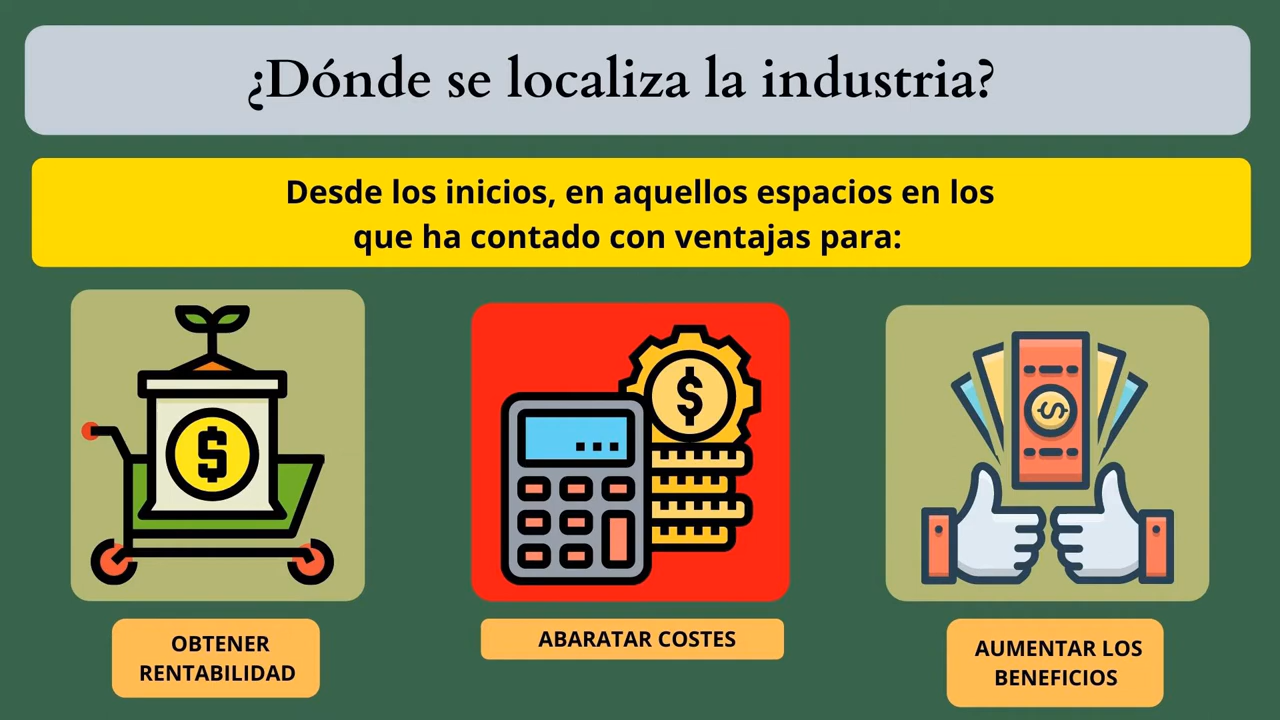 ¿Dónde se localiza la industria?
Desde los inicios, en aquellos espacios en los
que ha contado con ventajas para:
OBTENER
RENTABILIDAD
ABARATAR COSTES
AUMENTAR LOS
BENEFICIOS